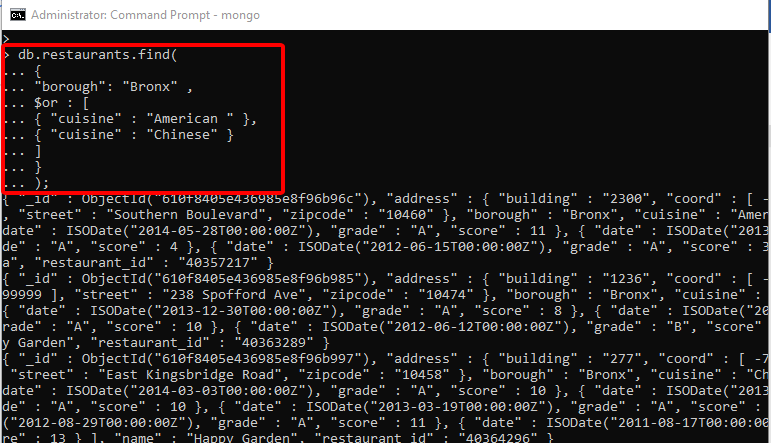 Administrator: Command Prompt - mongo
>
> db.restaurants.find(
... {
... "borough": "Bronx" ,
... $or : [
... { "cuisine" : "American " },
... { "cuisine" : "Chinese" }
... ]
... }
... );
{ "_id" : ObjectId("610f8405e436985e8f96b96c"), "address" : { "building" : "2300", "coord" : [ -
, "street" : "Southern Boulevard", "zipcode" : "10460" }, "borough" : "Bronx", "cuisine" : "Amer
date" : ISODate("2014-05-28T00:00:00Z"), "grade" : "A", "score" : 11 }, { "date" : ISODate("2013
de" : "A", "score" : 4 }, { "date" : ISODate("2012-06-15T00:00:00Z"), "grade" : "A", "score" : 3
a", "restaurant_id" : "40357217" }
{ "_id" : ObjectId("610f8405e436985e8f96b985"), "address" : { "building" : "1236", "coord" : [ -
99999 ], "street" : "238 Spofford Ave", "zipcode" : "10474" }, "borough" : "Bronx", "cuisine" :
{ "date" : ISODate("2013-12-30T00:00:00Z"), "grade" : "A", "score" : 8 }, { "date" : ISODate("20
rade" : "A", "score" : 10 }, { "date" : ISODate("2012-06-12T00:00:00Z"), "grade" : "B", "score"
y Garden", "restaurant_id" : "40363289" }
{ "_id" : ObjectId("610f8405e436985e8f96b997"), "address" : { "building" : "277", "coord" : [ -7
"street" : "East Kingsbridge Road", "zipcode" : "10458" }, "borough" : "Bronx", "cuisine" : "Ch
date" : ISODate("2014-03-03T00:00:00Z"), "grade" : "A", "score" : 10 }, { "date" : ISODate("2013
de" : "A", "score" : 10 }, { "date" : ISODate("2013-03-19T00:00:00Z"), "grade" : "A", "score" :
("2012-08-29T00:00:00Z"), "grade" : "A", "score" : 11 }, { "date" : ISODate("2011-08-17T00:00:00
re" : 13 } ], "name" : "Happy Garden", "restaurant_id" : "40364296" }